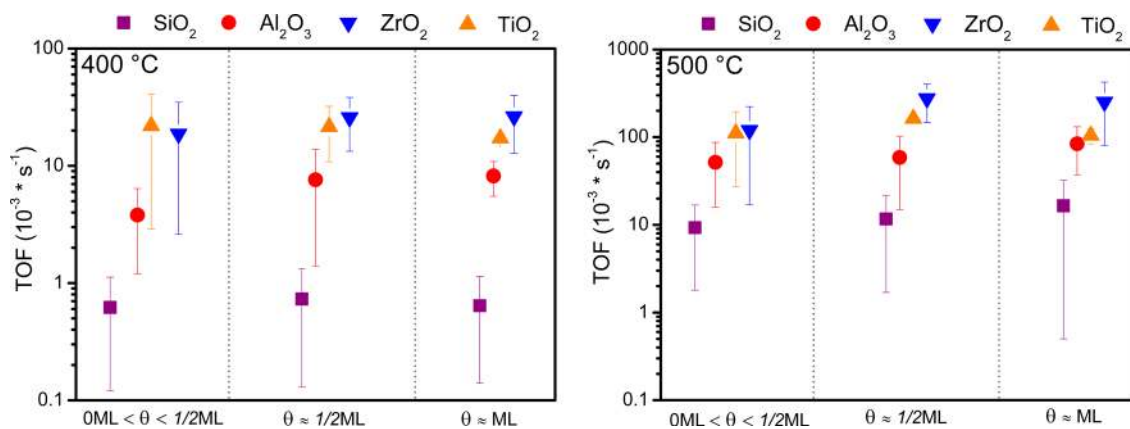 SiO₂ Al₂O₃ ZrO₂ TiO₂
400 °C
TOF (10⁻³ * s⁻¹)
100
10
1
0.1
0ML < θ < 1/2ML
θ ≈ 1/2ML
θ ≈ ML
SiO₂ Al₂O₃ ZrO₂ TiO₂
500 °C
TOF (10⁻³ * s⁻¹)
1000
100
10
1
0.1
0ML < θ < 1/2ML
θ ≈ 1/2ML
θ ≈ ML